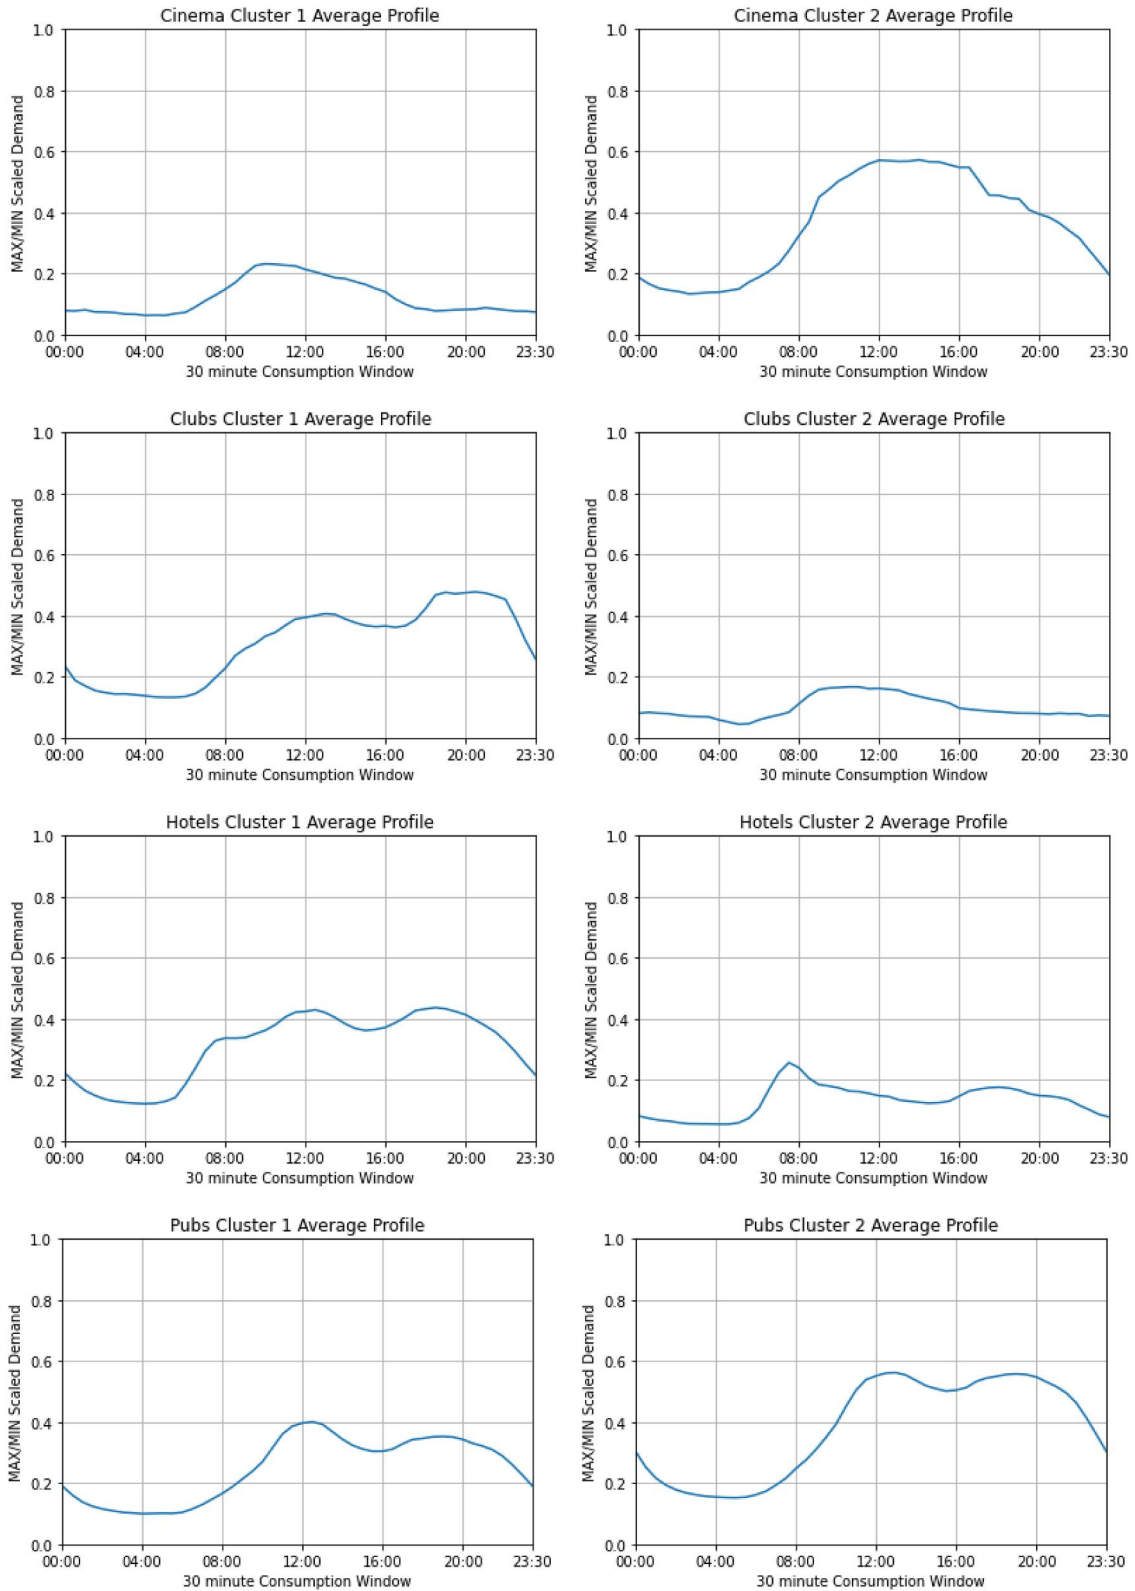 Cinema Cluster 1 Average Profile
1.0
0.8
0.6
0.4
0.2
0.0
MAX/MIN Scaled Demand
00:00 04:00 08:00 12:00 16:00 20:00 23:30
30 minute Consumption Window
Cinema Cluster 2 Average Profile
1.0
0.8
0.6
0.4
0.2
0.0
MAX/MIN Scaled Demand
00:00 04:00 08:00 12:00 16:00 20:00 23:30
30 minute Consumption Window
Clubs Cluster 1 Average Profile
1.0
0.8
0.6
0.4
0.2
0.0
MAX/MIN Scaled Demand
00:00 04:00 08:00 12:00 16:00 20:00 23:30
30 minute Consumption Window
Clubs Cluster 2 Average Profile
1.0
0.8
0.6
0.4
0.2
0.0
MAX/MIN Scaled Demand
00:00 04:00 08:00 12:00 16:00 20:00 23:30
30 minute Consumption Window
Hotels Cluster 1 Average Profile
1.0
0.8
0.6
0.4
0.2
0.0
MAX/MIN Scaled Demand
00:00 04:00 08:00 12:00 16:00 20:00 23:30
30 minute Consumption Window
Hotels Cluster 2 Average Profile
1.0
0.8
0.6
0.4
0.2
0.0
MAX/MIN Scaled Demand
00:00 04:00 08:00 12:00 16:00 20:00 23:30
30 minute Consumption Window
Pubs Cluster 1 Average Profile
1.0
0.8
0.6
0.4
0.2
0.0
MAX/MIN Scaled Demand
00:00 04:00 08:00 12:00 16:00 20:00 23:30
30 minute Consumption Window
Pubs Cluster 2 Average Profile
1.0
0.8
0.6
0.4
0.2
0.0
MAX/MIN Scaled Demand
00:00 04:00 08:00 12:00 16:00 20:00 23:30
30 minute Consumption Window